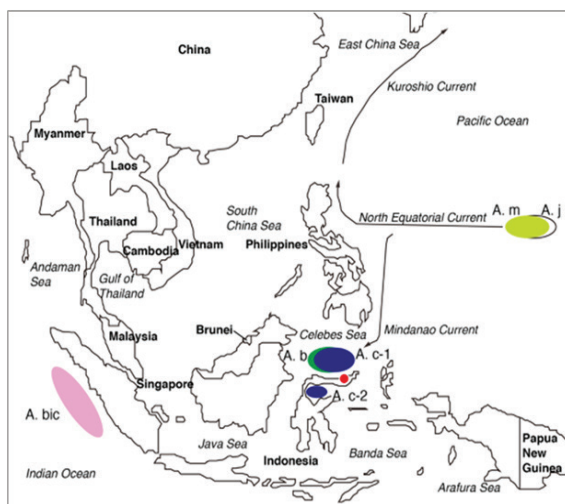 East China Sea
China
Kuroshio Current
Taiwan
Pacific Ocean
Myanmer
Laos
Thailand
South
China Sea
A. m
A. j
North Equatorial Current
Cambodia
Vietnam
Philippines
Andaman
Sea
Gulf of
Thailand
Malaysia
Brunei
Celebes Sea
Mindanao Current
A. b
A. c-1
Singapore
A. c-2
A. bic
Java Sea
Banda Sea
Papua
New
Guinea
Indonesia
Indian Ocean
Arafura Sea